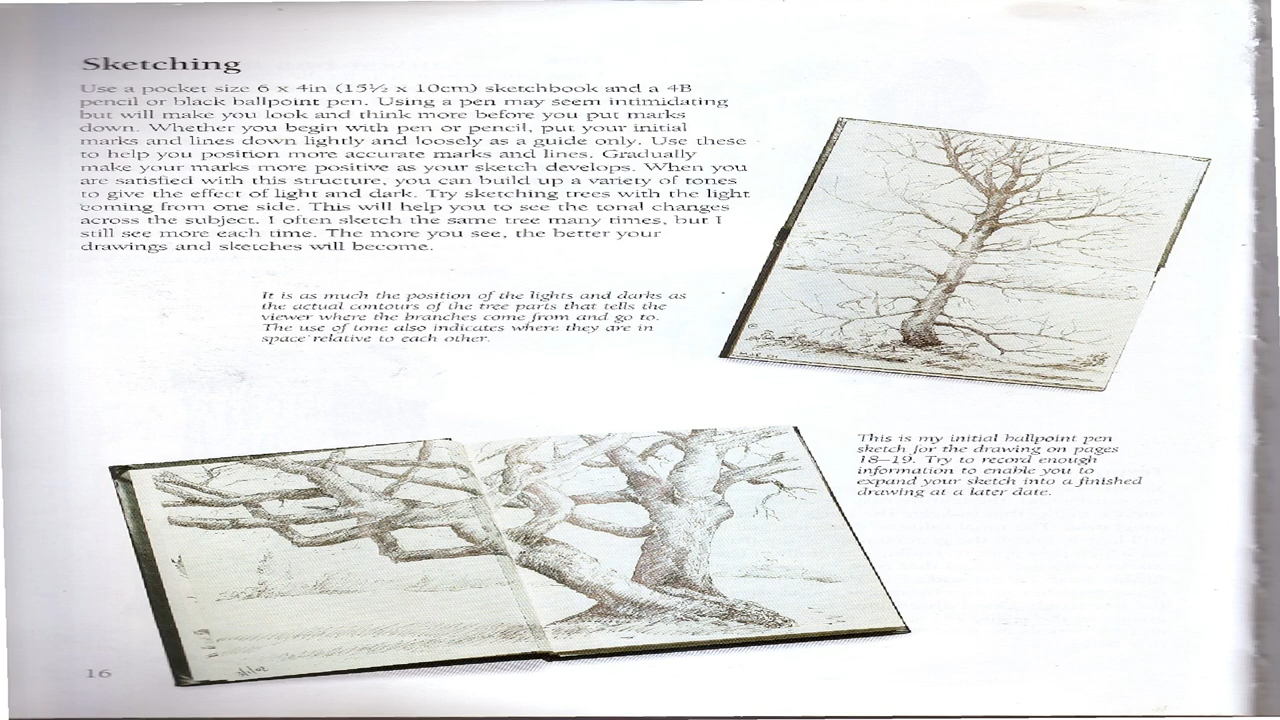 Sketching
Use a pocket size 6 x 4in (15½ x 10cm) sketchbook and a 4B
pencil or black ballpoint pen. Using a pen may seem intimidating
but will make you look and think more before you put marks
down. Whether you begin with pen or pencil, put your initial
marks and lines down lightly and loosely as a guide only. Use these
to help you position more accurate marks and lines. Gradually
make your marks more positive as your sketch develops. When you
are satisfied with this structure, you can build up a variety of tones
to give the effect of light and dark. Try sketching trees with the light
coming from one side. This will help you to see the tonal changes
across the subject. I often sketch the same tree many times, but I
still see more each time. The more you see, the better your
drawings and sketches will become.
It is as much the position of the lights and darks as
the actual contours of the tree parts that tells the
viewer where the branches come from and go to.
The use of tone also indicates where they are in
space relative to each other.
This is my initial ballpoint pen
sketch for the drawing on pages
18–19. Try to record enough
information to enable you to
expand your sketch into a finished
drawing at a later date.
16